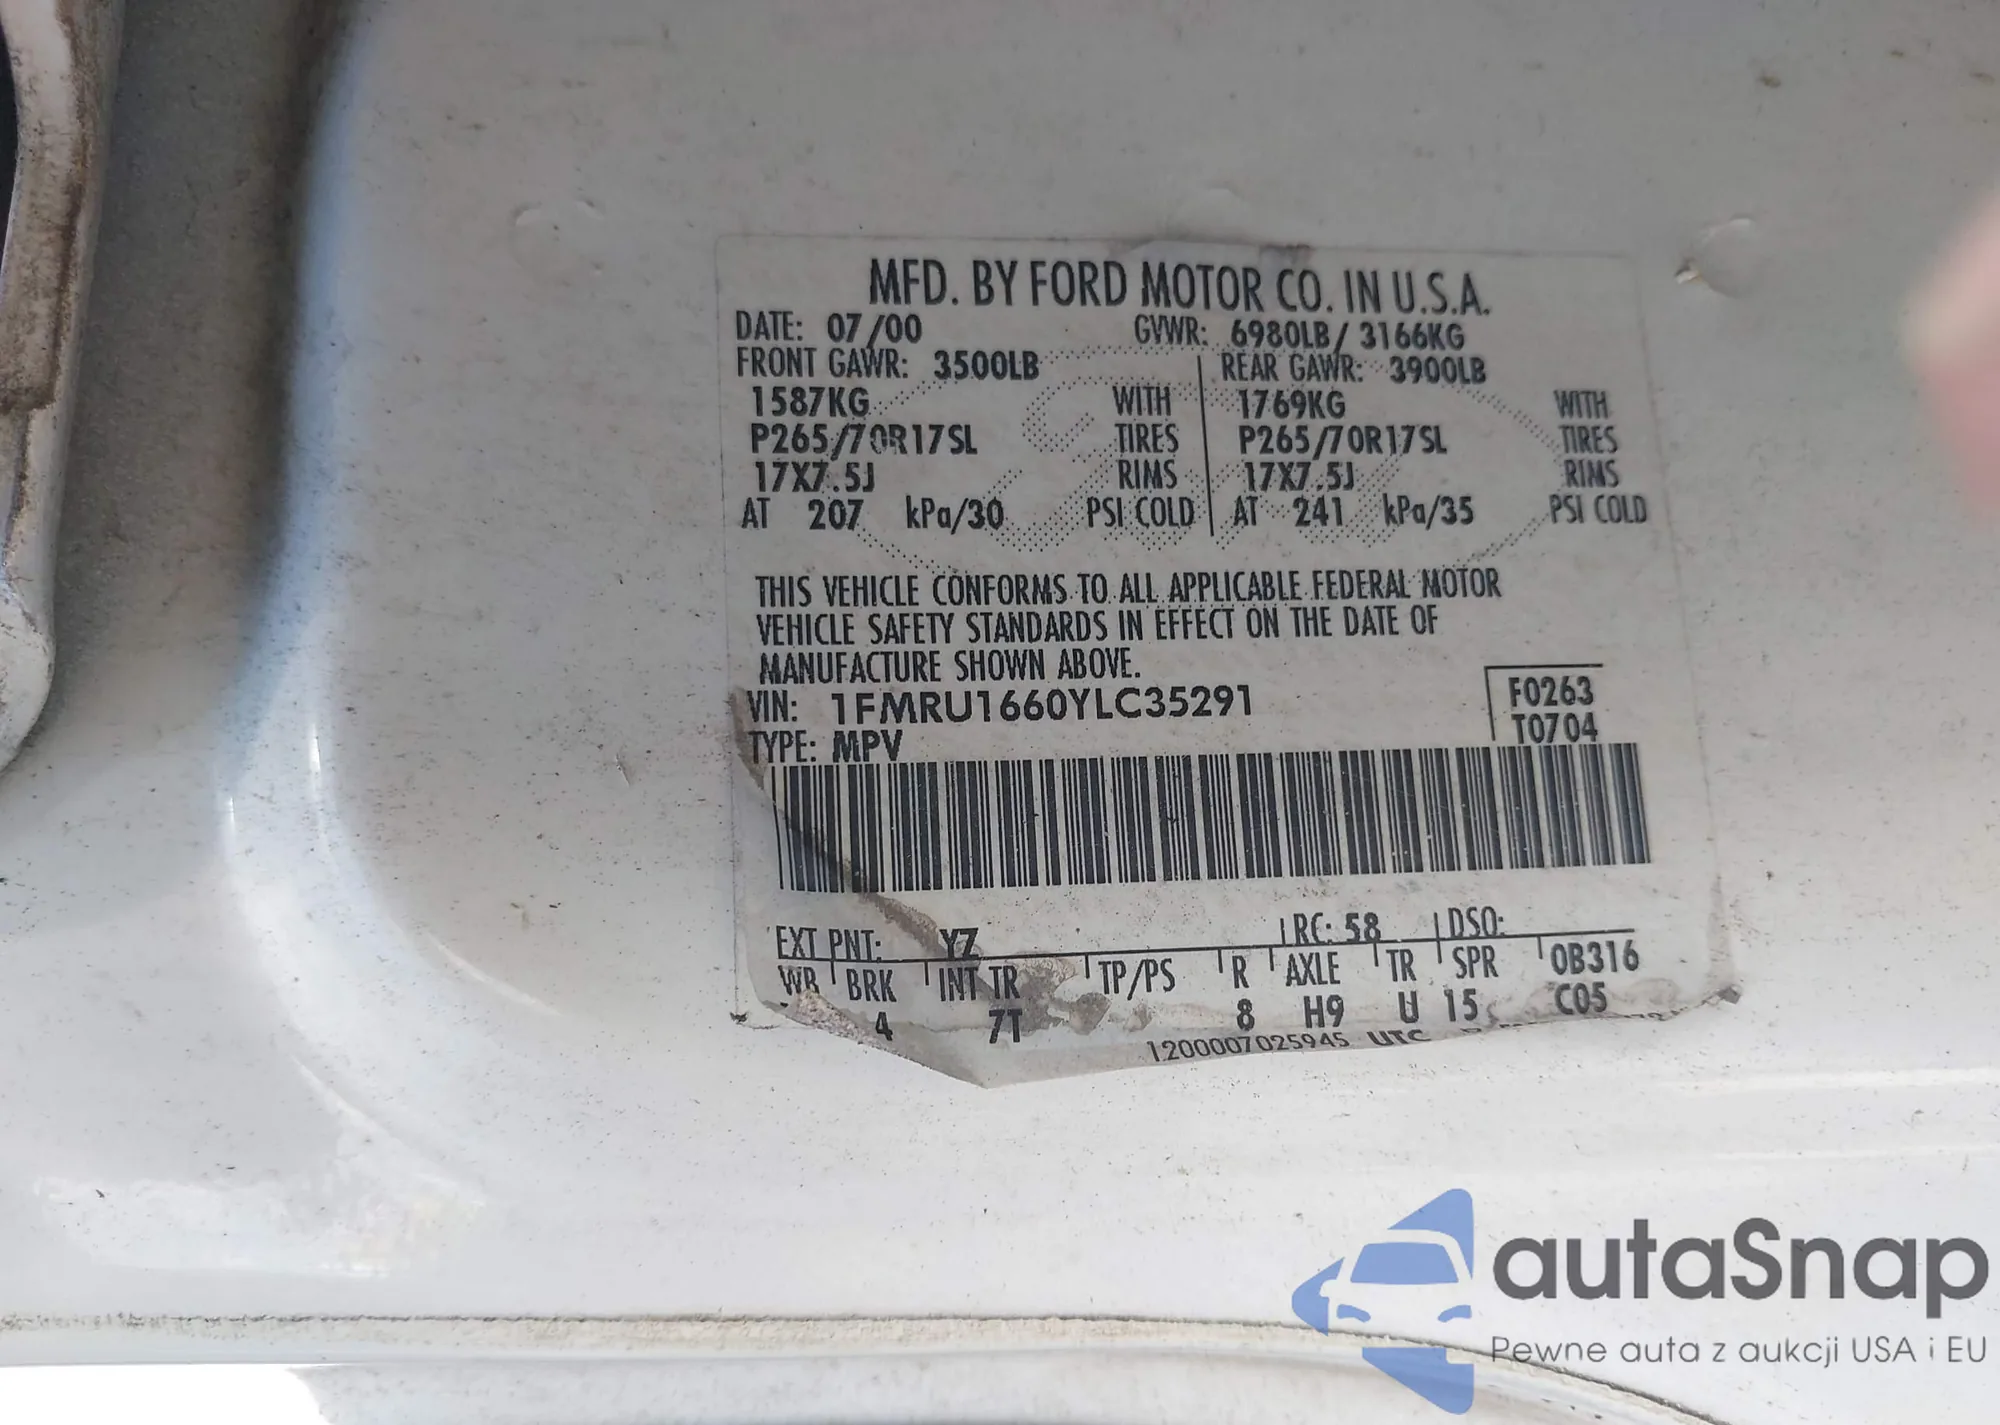 MFD. BY FORD MOTOR CO. IN U.S.A.
DATE: 07/00 GVWR: 6980LB/ 3166KG
FRONT GAWR: 3500LB REAR GAWR: 3900LB
1587KG WITH 1769KG WITH
P265/70R17SL TIRES P265/70R17SL TIRES
17X7.5J RIMS 17X7.5J RIMS
AT 207 kPa/30 PSI COLD AT 241 kPa/35 PSI COLD
THIS VEHICLE CONFORMS TO ALL APPLICABLE FEDERAL MOTOR
VEHICLE SAFETY STANDARDS IN EFFECT ON THE DATE OF
MANUFACTURE SHOWN ABOVE.
VIN: 1FMRU1660YLC35291 F0263
TYPE: MPV T0704
EXT PNT: YZ RC: 58 DSO:
WB BRK INT TR TP/PS R AXLE TR SPR 0B316
4 7T 8 H9 U 15 C05
1200007025945 UTC
autaSnap
Pewne auta z aukcji USA i EU